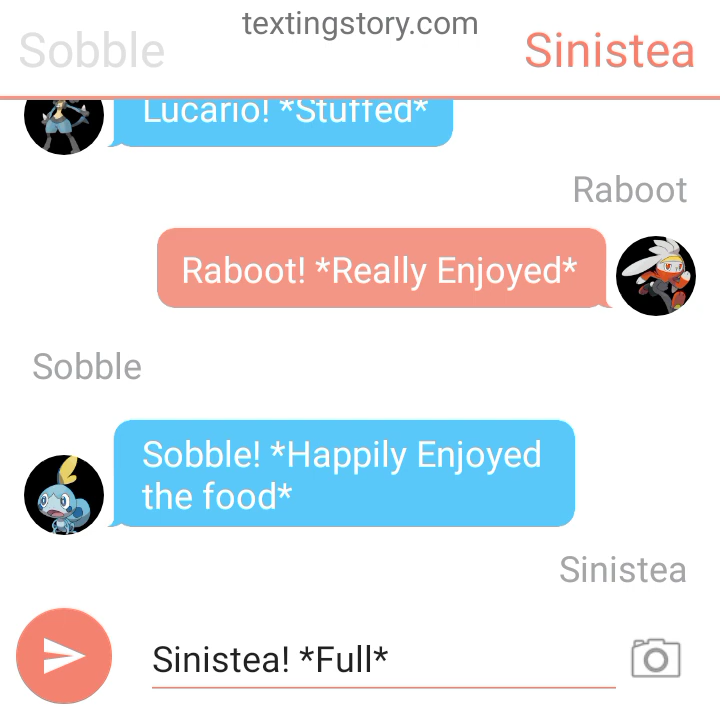 textingstory.com
Sobble
Sinistea
Lucario! *Stuffed*
Raboot
Raboot! *Really Enjoyed*
Sobble
Sobble! *Happily Enjoyed
the food*
Sinistea
Sinistea! *Full*